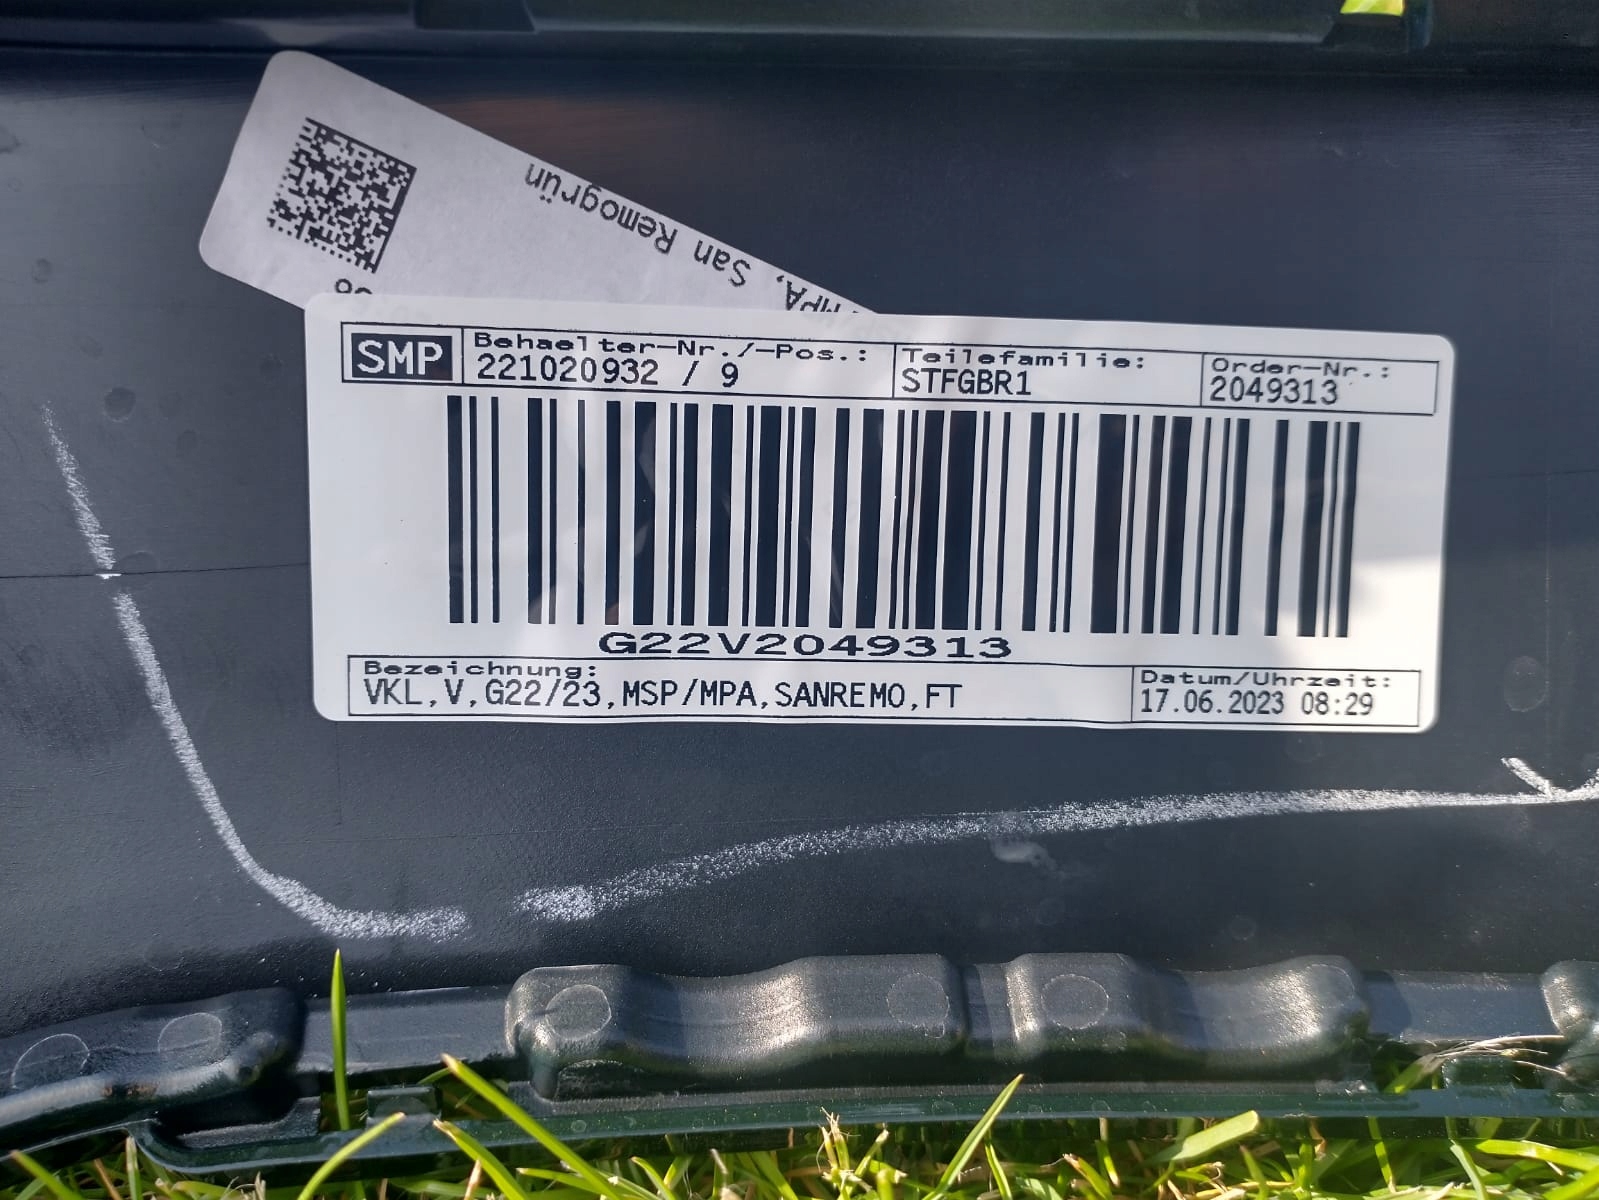 MPA, San Remogrün
SMP
Behaelter-Nr./-Pos.:
221020932 / 9
Teilefamilie:
STFGBR1
Order-Nr.:
2049313
G22V2049313
Bezeichnung:
VKL,V,G22/23,MSP/MPA,SANREMO,FT
Datum/Uhrzeit:
17.06.2023 08:29